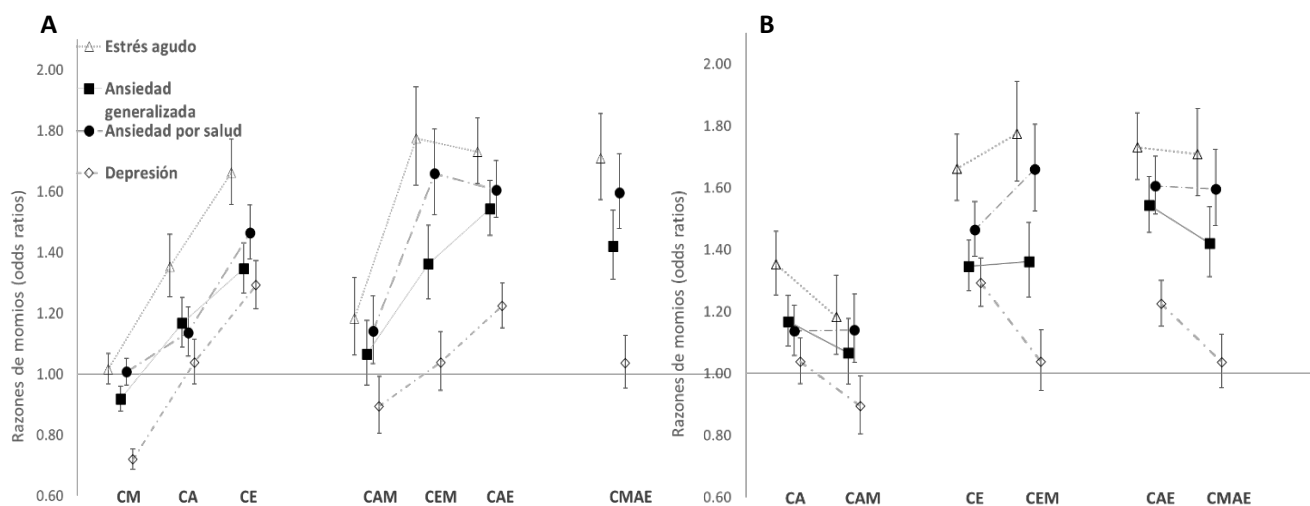 A
Estrés agudo
Ansiedad
generalizada
Ansiedad por salud
Depresión
Razones de momios (odds ratios)
2.00
1.80
1.60
1.40
1.20
1.00
0.80
0.60
CM CA CE CAM CEM CAE CMAE
B
Razones de momios (odds ratios)
2.00
1.80
1.60
1.40
1.20
1.00
0.80
0.60
CA CAM CE CEM CAE CMAE